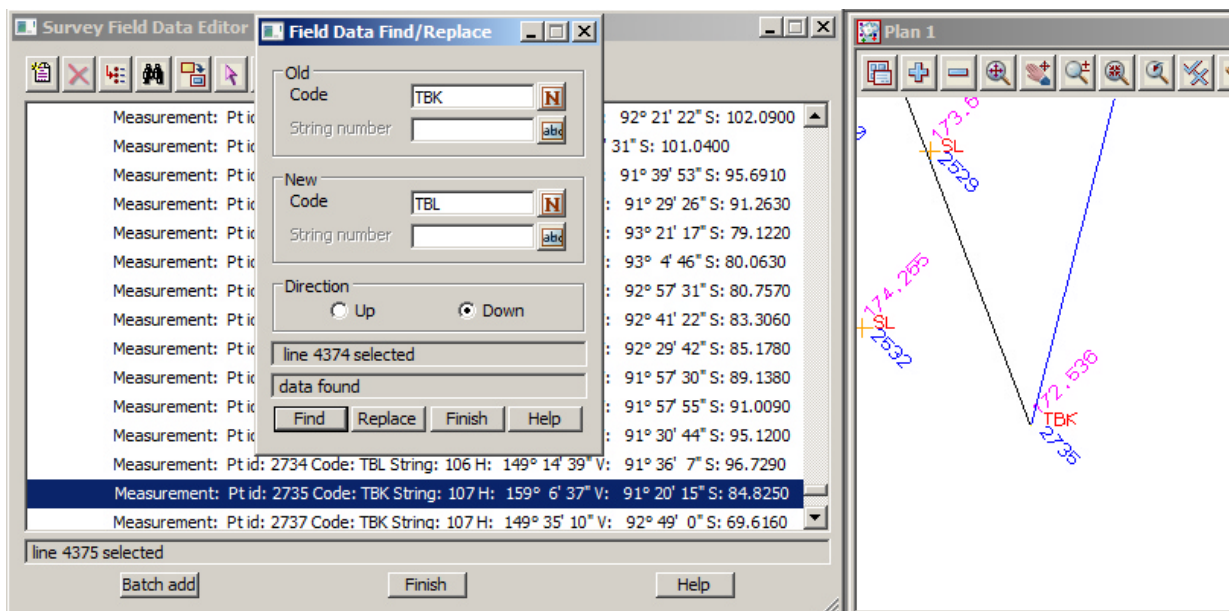 Survey Field Data Editor
Field Data Find/Replace
Old
Code
TBK
N
String number
abc
New
Code
TBL
N
String number
abc
Direction
Up
Down
line 4374 selected
data found
Find Replace Finish Help
Measurement: Pt id: 92° 21' 22" S: 102.0900
Measurement: Pt id: 31" S: 101.0400
Measurement: Pt id: 91° 39' 53" S: 95.6910
Measurement: Pt id: 91° 29' 26" S: 91.2630
Measurement: Pt id: 93° 21' 17" S: 79.1220
Measurement: Pt id: 93° 4' 46" S: 80.0630
Measurement: Pt id: 92° 57' 31" S: 80.7570
Measurement: Pt id: 92° 41' 22" S: 83.3060
Measurement: Pt id: 92° 29' 42" S: 85.1780
Measurement: Pt id: 91° 57' 30" S: 89.1380
Measurement: Pt id: 91° 57' 55" S: 91.0090
Measurement: Pt id: 91° 30' 44" S: 95.1200
Measurement: Pt id: 2734 Code: TBL String: 106 H: 149° 14' 39" V: 91° 36' 7" S: 96.7290
Measurement: Pt id: 2735 Code: TBK String: 107 H: 159° 6' 37" V: 91° 20' 15" S: 84.8250
Measurement: Pt id: 2737 Code: TBK String: 107 H: 149° 35' 10" V: 92° 49' 0" S: 69.6160
line 4375 selected
Batch add Finish Help
Plan 1
173.6
SL
2529
174.265
SL
2532
172.536
TBK
2735